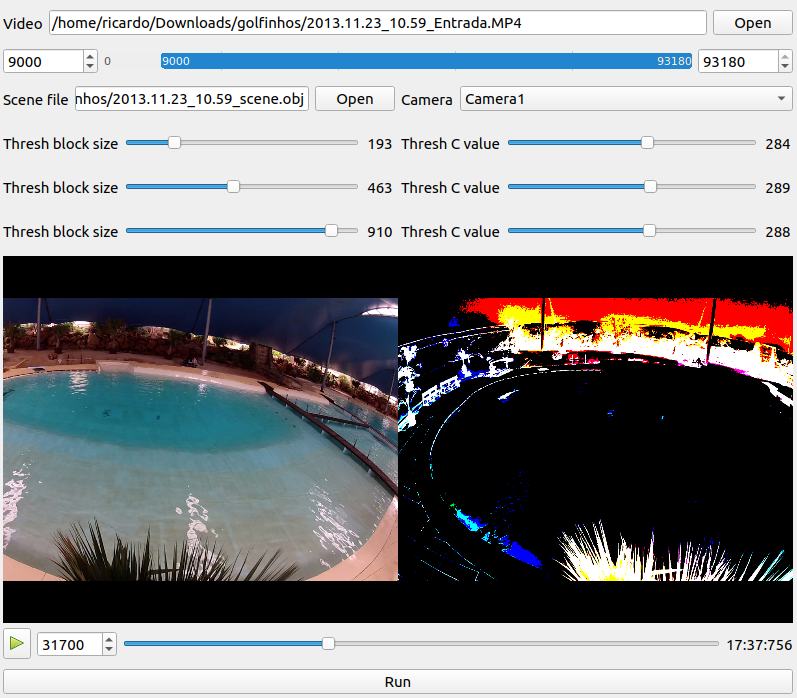 Video /home/ricardo/Downloads/golfinhos/2013.11.23_10.59_Entrada.MP4 Open
9000 0 9000 93180 93180
Scene file nhos/2013.11.23_10.59_scene.obj Open Camera Camera1
Thresh block size 193 Thresh C value 284
Thresh block size 463 Thresh C value 289
Thresh block size 910 Thresh C value 288
31700 17:37:756
Run